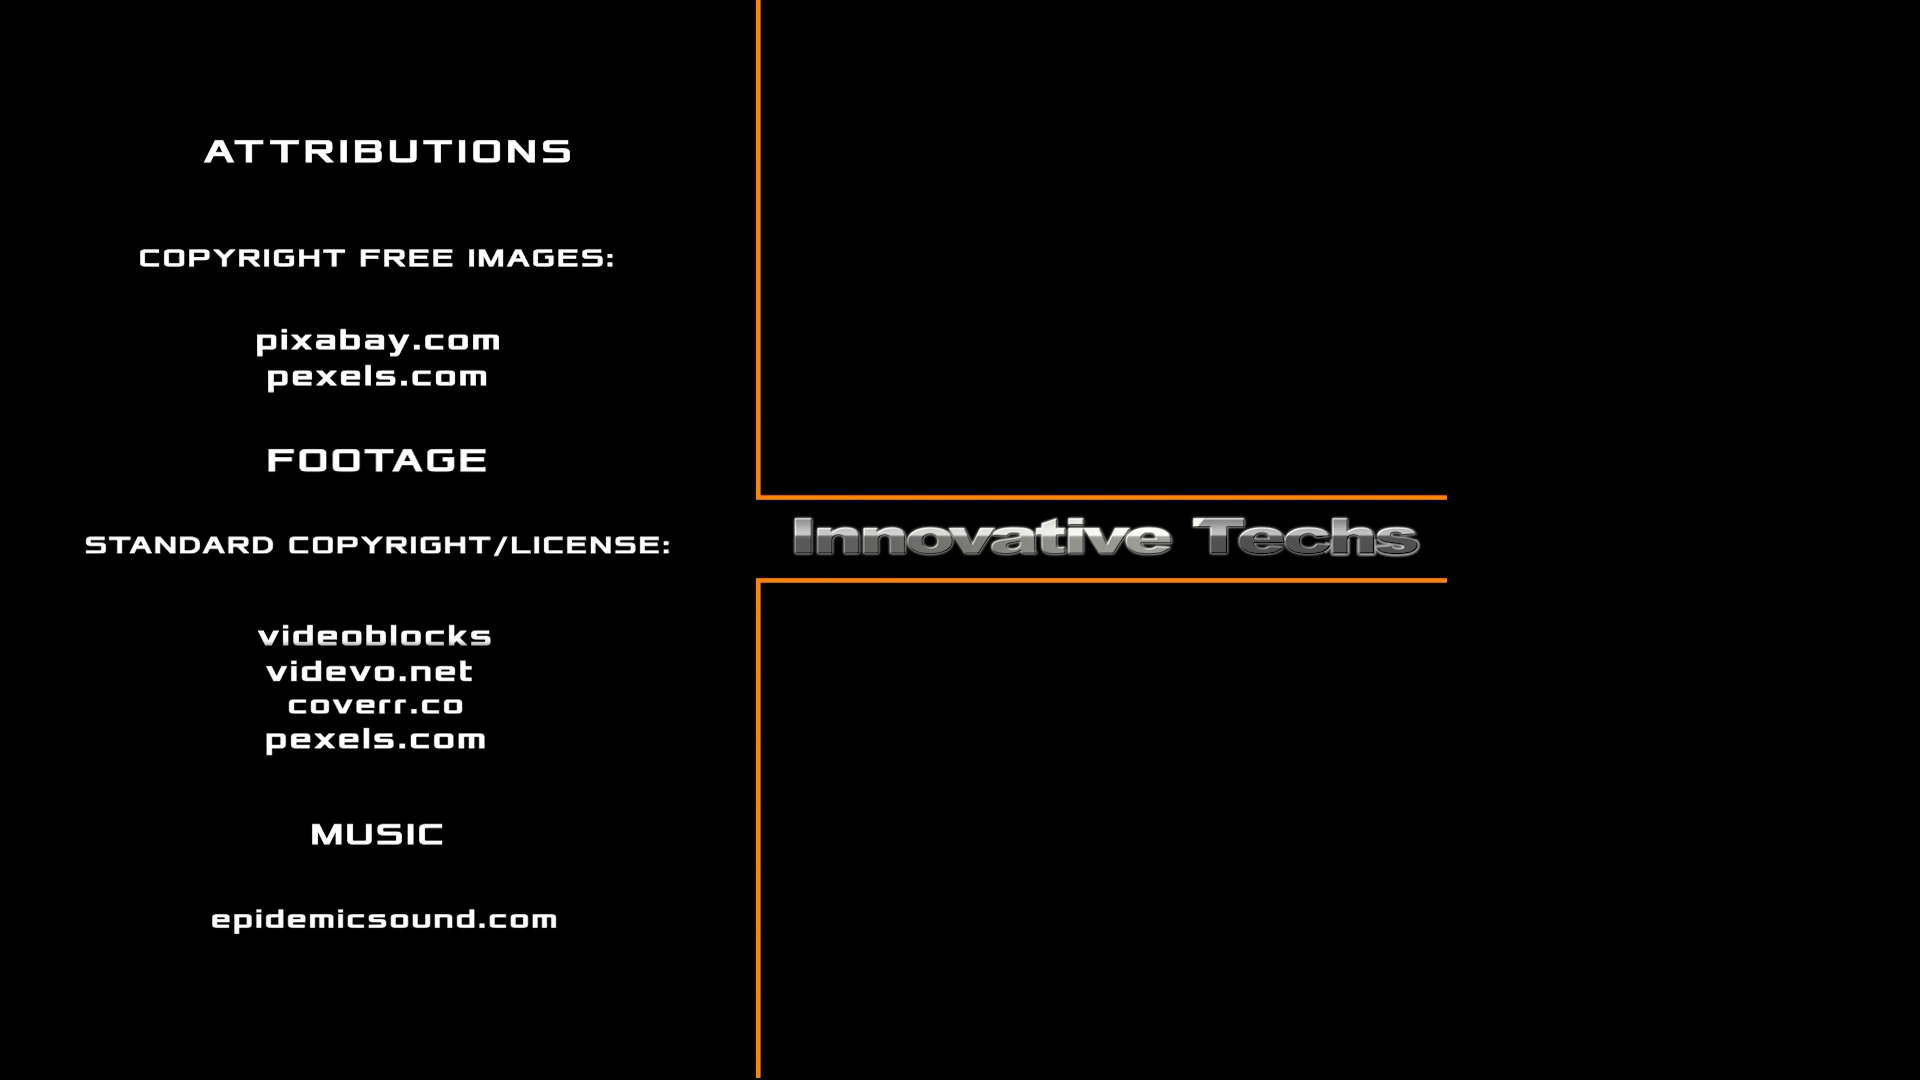 ATTRIBUTIONS
COPYRIGHT FREE IMAGES:
pixabay.com
pexels.com
FOOTAGE
STANDARD COPYRIGHT/LICENSE:
videoblocks
videvo.net
coverr.co
pexels.com
MUSIC
epidemicsound.com
Innovative Techs